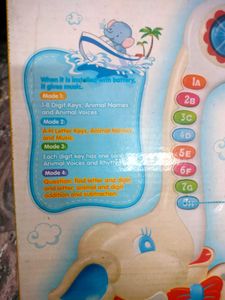 When it is installed with battery,
it gives music.
Mode 1:
1-8 Digit Keys, Animal Names
and Animal Voices
Mode 2:
A-H Letter Keys, Animal Names,
and Music
Mode 3:
Each digit key has one song
Animal Voices and Rhythm
Mode 4:
Question: find letter and digit
and letter, animal and digit
addition and subtraction.
1A
2B
3C
4D
5E
6F
7G
8H